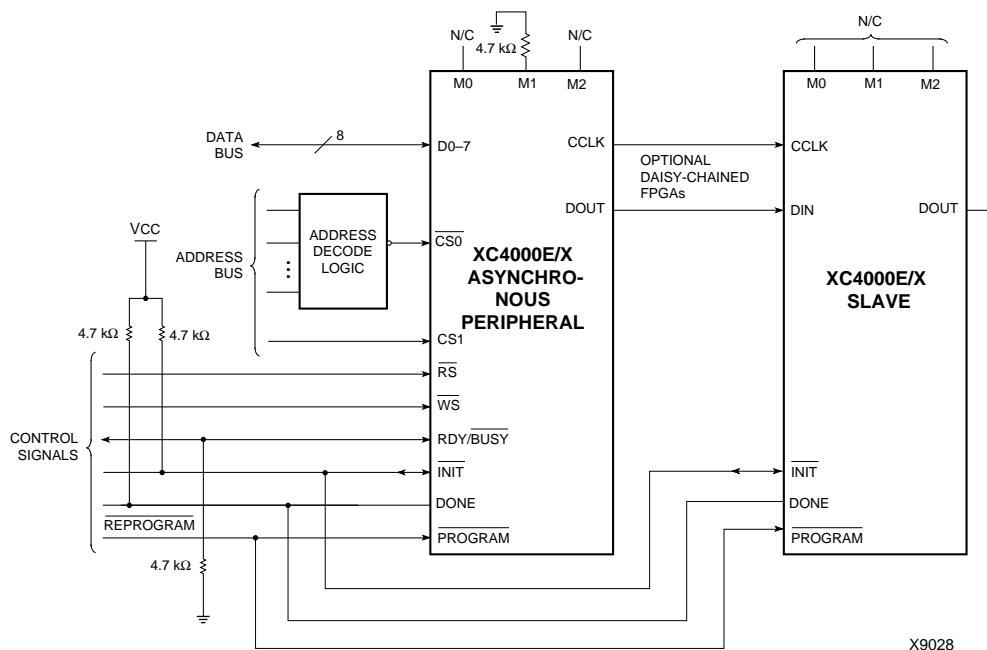 N/C
4.7 kΩ
N/C
N/C
M0
M1
M2
M0
M1
M2
DATA
BUS
8
D0–7
CCLK
CCLK
OPTIONAL
DAISY-CHAINED
FPGAs
DOUT
DIN
DOUT
VCC
ADDRESS
BUS
ADDRESS
DECODE
LOGIC
CS0
XC4000E/X
ASYNCHRO-
NOUS
PERIPHERAL
XC4000E/X
SLAVE
4.7 kΩ
4.7 kΩ
CS1
RS
WS
CONTROL
SIGNALS
RDY/BUSY
INIT
INIT
DONE
DONE
REPROGRAM
PROGRAM
PROGRAM
4.7 kΩ
X9028